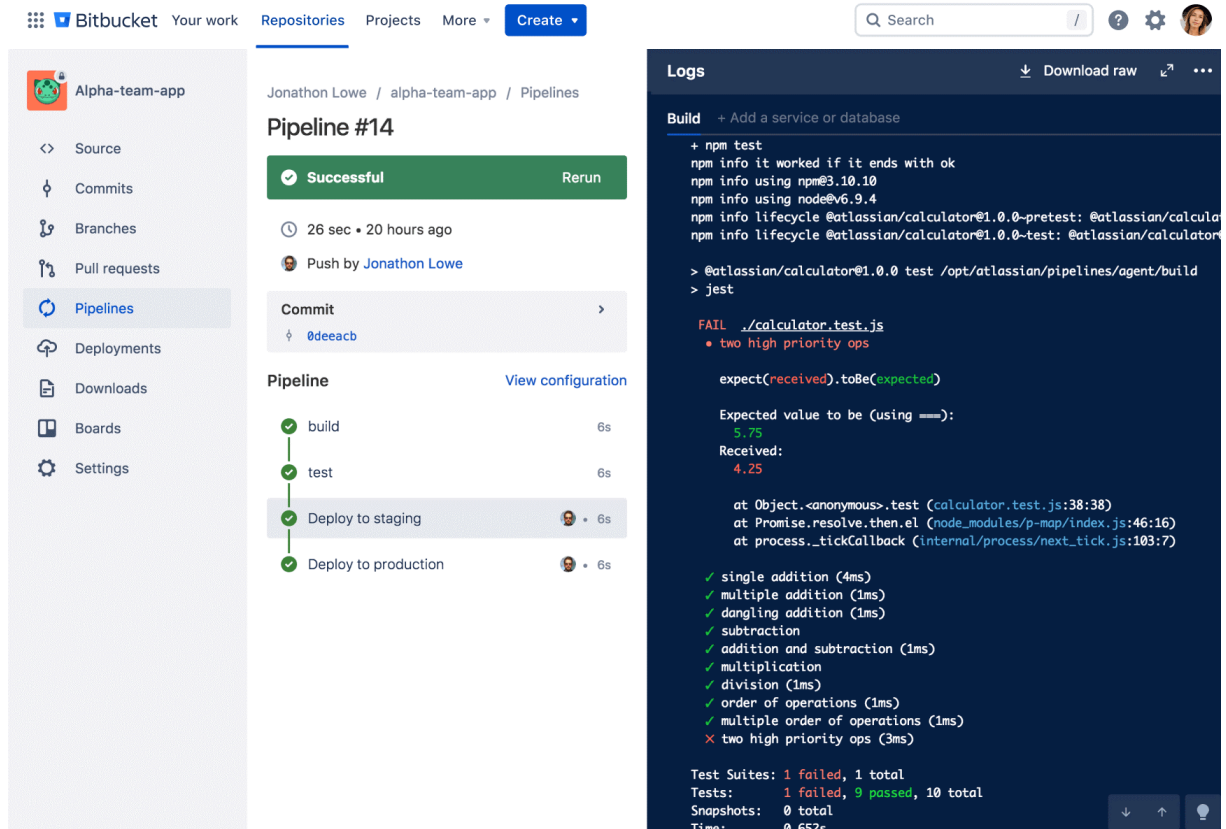 Bitbucket Your work Repositories Projects More Create Search /
Alpha-team-app
Source
Commits
Branches
Pull requests
Pipelines
Deployments
Downloads
Boards
Settings
Jonathon Lowe / alpha-team-app / Pipelines
Pipeline #14
Successful Rerun
26 sec • 20 hours ago
Push by Jonathon Lowe
Commit
0deeacb
Pipeline View configuration
build 6s
test 6s
Deploy to staging • 6s
Deploy to production • 6s
Logs Download raw
Build + Add a service or database
+ npm test
npm info it worked if it ends with ok
npm info using npm@3.10.10
npm info using node@v6.9.4
npm info lifecycle @atlassian/calculator@1.0.0~pretest: @atlassian/calcula
npm info lifecycle @atlassian/calculator@1.0.0~test: @atlassian/calculator@
> @atlassian/calculator@1.0.0 test /opt/atlassian/pipelines/agent/build
> jest
FAIL ./calculator.test.js
• two high priority ops
expect(received).toBe(expected)
Expected value to be (using ===):
5.75
Received:
4.25
at Object.<anonymous>.test (calculator.test.js:38:38)
at Promise.resolve.then.el (node_modules/p-map/index.js:46:16)
at process._tickCallback (internal/process/next_tick.js:103:7)
✓ single addition (4ms)
✓ multiple addition (1ms)
✓ dangling addition (1ms)
✓ subtraction
✓ addition and subtraction (1ms)
✓ multiplication
✓ division (1ms)
✓ order of operations (1ms)
✓ multiple order of operations (1ms)
✕ two high priority ops (3ms)
Test Suites: 1 failed, 1 total
Tests: 1 failed, 9 passed, 10 total
Snapshots: 0 total
Time: 0.652s